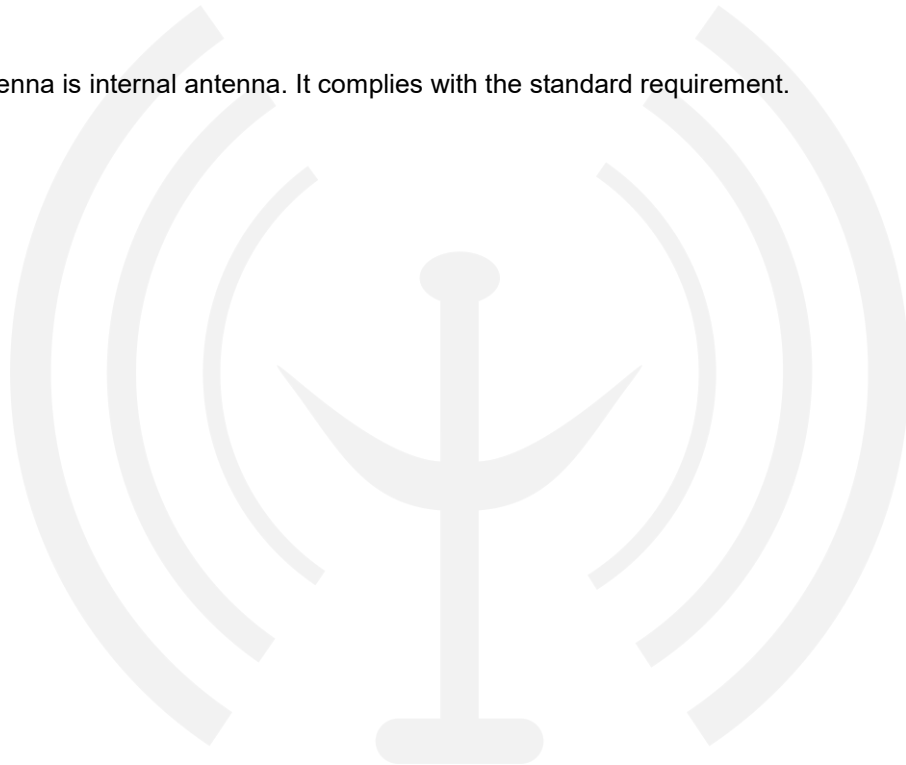 enna is internal antenna. It complies with the standard requirement.